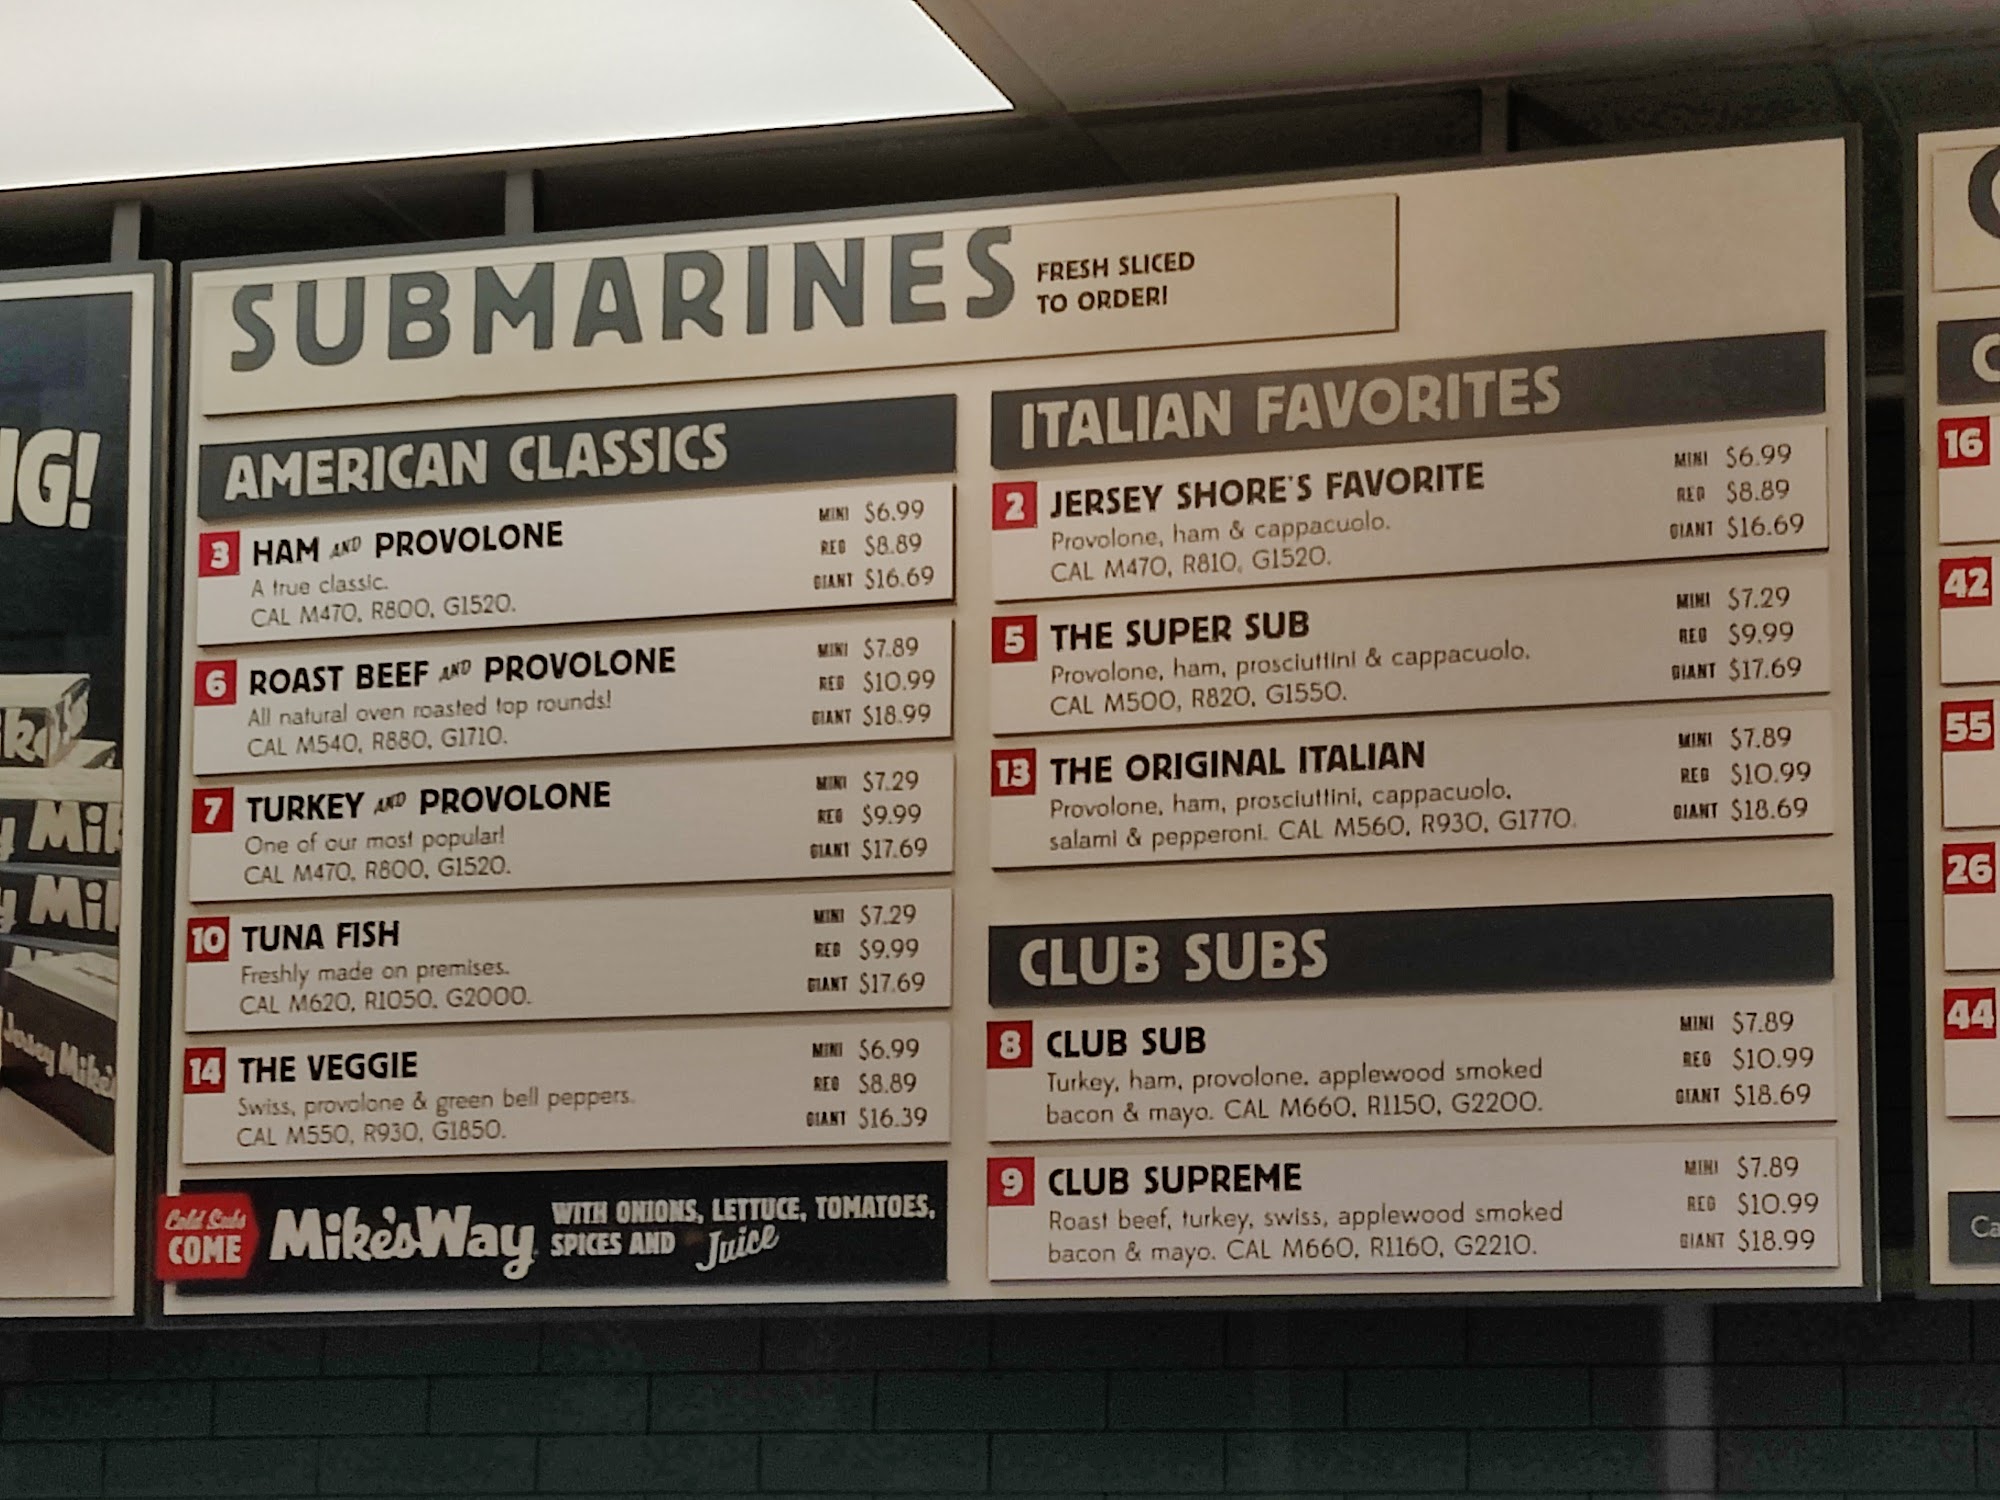 SUBMARINES
FRESH SLICED
TO ORDER!
AMERICAN CLASSICS
3 HAM AND PROVOLONE
A true classic.
CAL M470, R800, G1520.
MINI $6.99
REG $8.89
GIANT $16.69
6 ROAST BEEF AND PROVOLONE
All natural oven roasted top rounds!
CAL M540, R880, G1710.
MINI $7.89
REG $10.99
GIANT $18.99
7 TURKEY AND PROVOLONE
One of our most popular!
CAL M470, R800, G1520.
MINI $7.29
REG $9.99
GIANT $17.69
10 TUNA FISH
Freshly made on premises.
CAL M620, R1050, G2000.
MINI $7.29
REG $9.99
GIANT $17.69
14 THE VEGGIE
Swiss, provolone & green bell peppers.
CAL M550, R930, G1850.
MINI $6.99
REG $8.89
GIANT $16.39
Cold Subs
COME
Mike's Way
WITH ONIONS, LETTUCE, TOMATOES,
SPICES AND Juice
ITALIAN FAVORITES
2 JERSEY SHORE'S FAVORITE
Provolone, ham & cappacuolo.
CAL M470, R810, G1520.
MINI $6.99
REG $8.89
GIANT $16.69
5 THE SUPER SUB
Provolone, ham, prosciuttini & cappacuolo.
CAL M500, R820, G1550.
MINI $7.29
REG $9.99
GIANT $17.69
13 THE ORIGINAL ITALIAN
Provolone, ham, prosciuttini, cappacuolo,
salami & pepperoni. CAL M560, R930, G1770.
MINI $7.89
REG $10.99
GIANT $18.69
CLUB SUBS
8 CLUB SUB
Turkey, ham, provolone, applewood smoked
bacon & mayo. CAL M660, R1150, G2200.
MINI $7.89
REG $10.99
GIANT $18.69
9 CLUB SUPREME
Roast beef, turkey, swiss, applewood smoked
bacon & mayo. CAL M660, R1160, G2210.
MINI $7.89
REG $10.99
GIANT $18.99
G!
Jersey Mike's
16
42
55
26
44
Ca